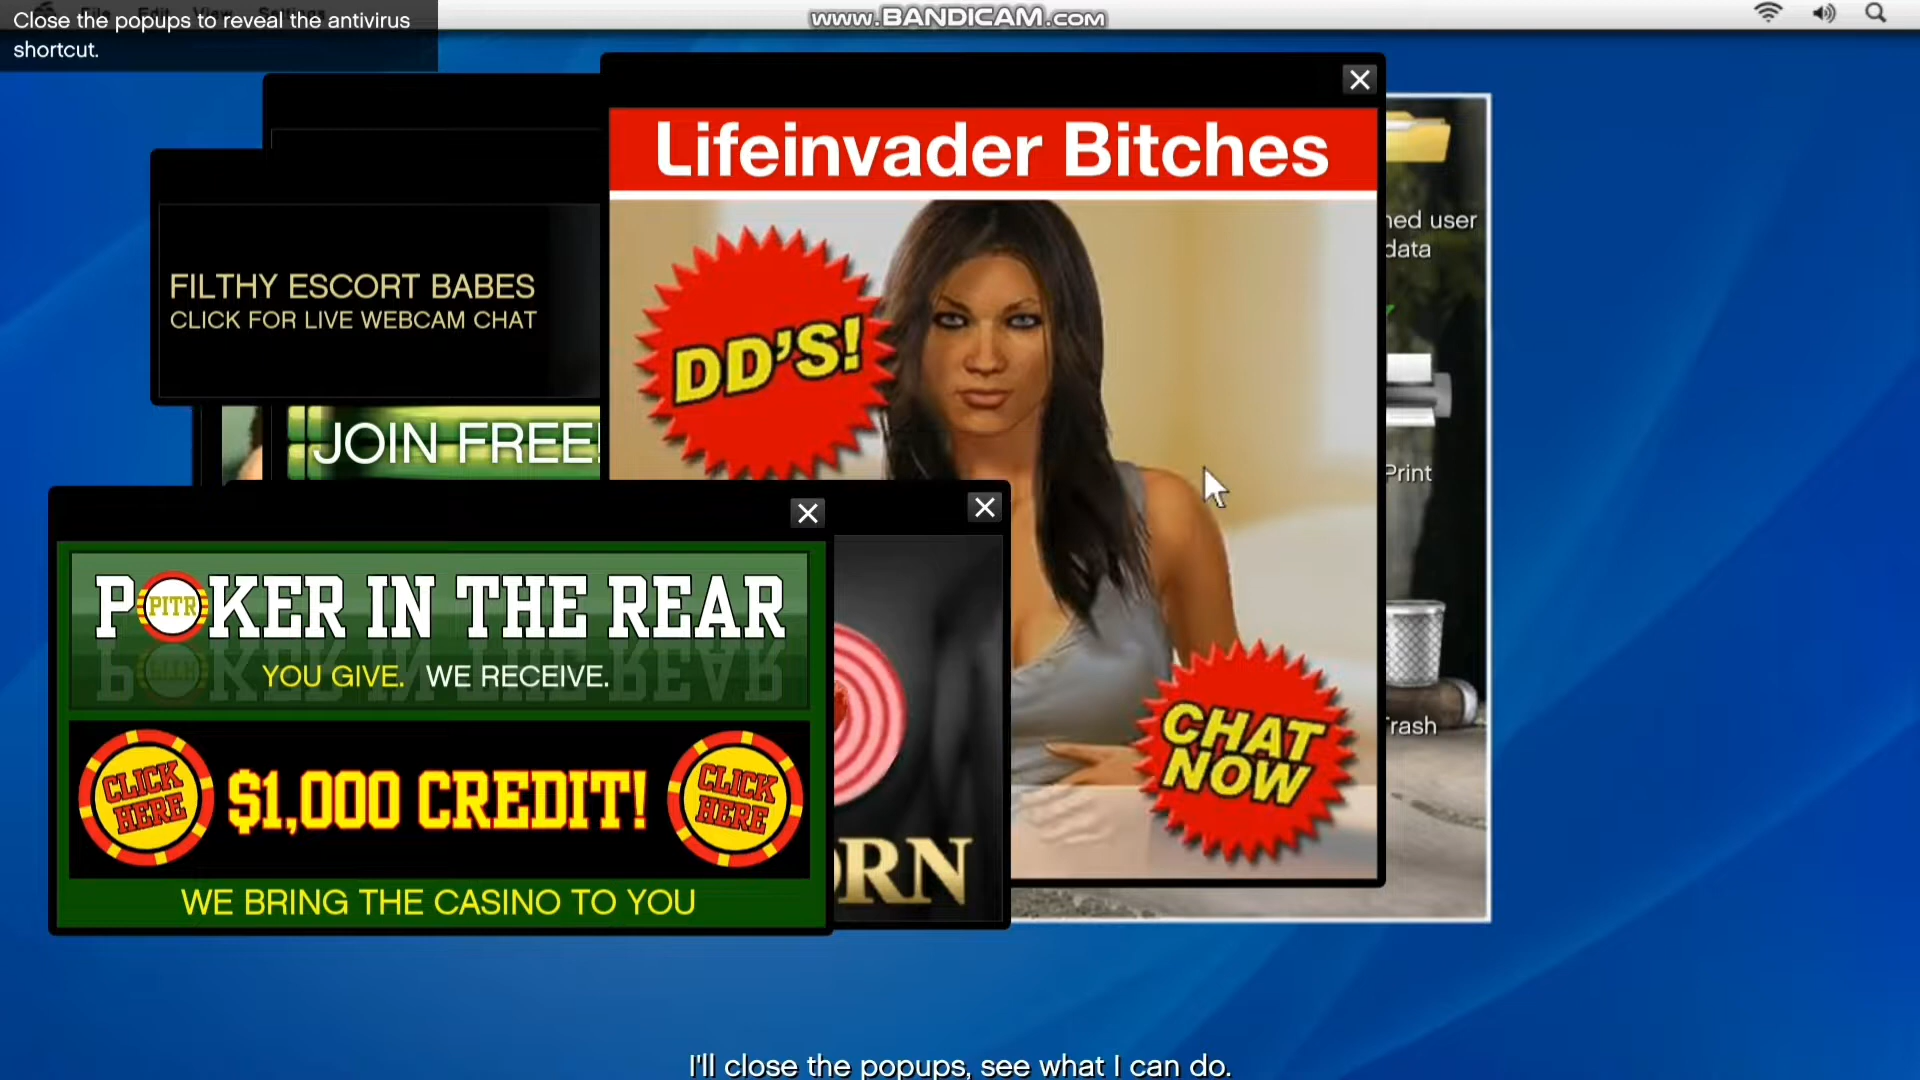 Close the popups to reveal the antivirus
shortcut.
www.BANDICAM.com
Lifeinvader Bitches
DD'S!
FILTHY ESCORT BABES
CLICK FOR LIVE WEBCAM CHAT
JOIN FREE!
ned user
data
Print
Trash
CHAT
NOW
POKER IN THE REAR
PITR
YOU GIVE. WE RECEIVE.
CLICK
HERE
$1,000 CREDIT!
CLICK
HERE
WE BRING THE CASINO TO YOU
ORN
I'll close the popups, see what I can do.